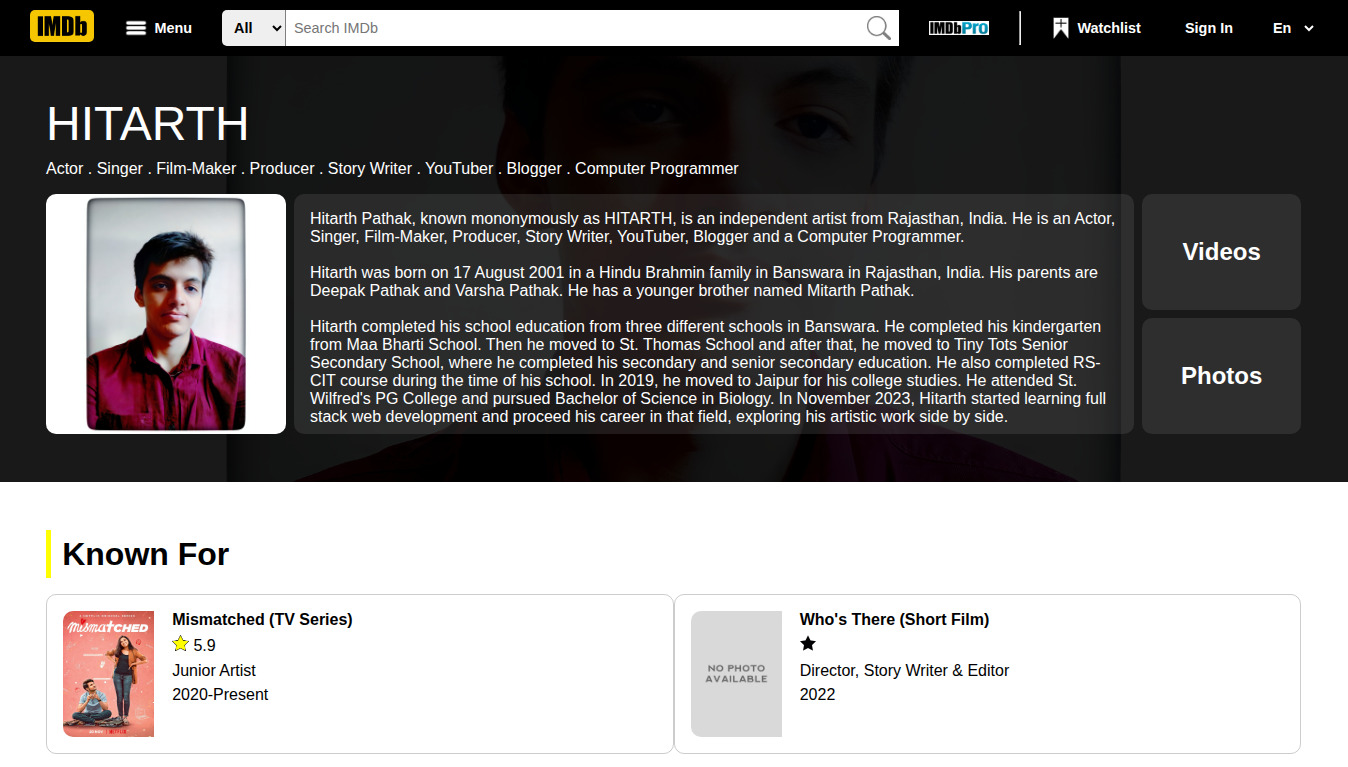 IMDb Menu All Search IMDb IMDbPro Watchlist Sign In En
HITARTH
Actor . Singer . Film-Maker . Producer . Story Writer . YouTuber . Blogger . Computer Programmer
Hitarth Pathak, known mononymously as HITARTH, is an independent artist from Rajasthan, India. He is an Actor,
Singer, Film-Maker, Producer, Story Writer, YouTuber, Blogger and a Computer Programmer.
Hitarth was born on 17 August 2001 in a Hindu Brahmin family in Banswara in Rajasthan, India. His parents are
Deepak Pathak and Varsha Pathak. He has a younger brother named Mitarth Pathak.
Hitarth completed his school education from three different schools in Banswara. He completed his kindergarten
from Maa Bharti School. Then he moved to St. Thomas School and after that, he moved to Tiny Tots Senior
Secondary School, where he completed his secondary and senior secondary education. He also completed RS-
CIT course during the time of his school. In 2019, he moved to Jaipur for his college studies. He attended St.
Wilfred's PG College and pursued Bachelor of Science in Biology. In November 2023, Hitarth started learning full
stack web development and proceed his career in that field, exploring his artistic work side by side.
Videos
Photos
Known For
MISMATCHED
Mismatched (TV Series)
5.9
Junior Artist
2020-Present
NO PHOTO
AVAILABLE
Who's There (Short Film)
Director, Story Writer & Editor
2022